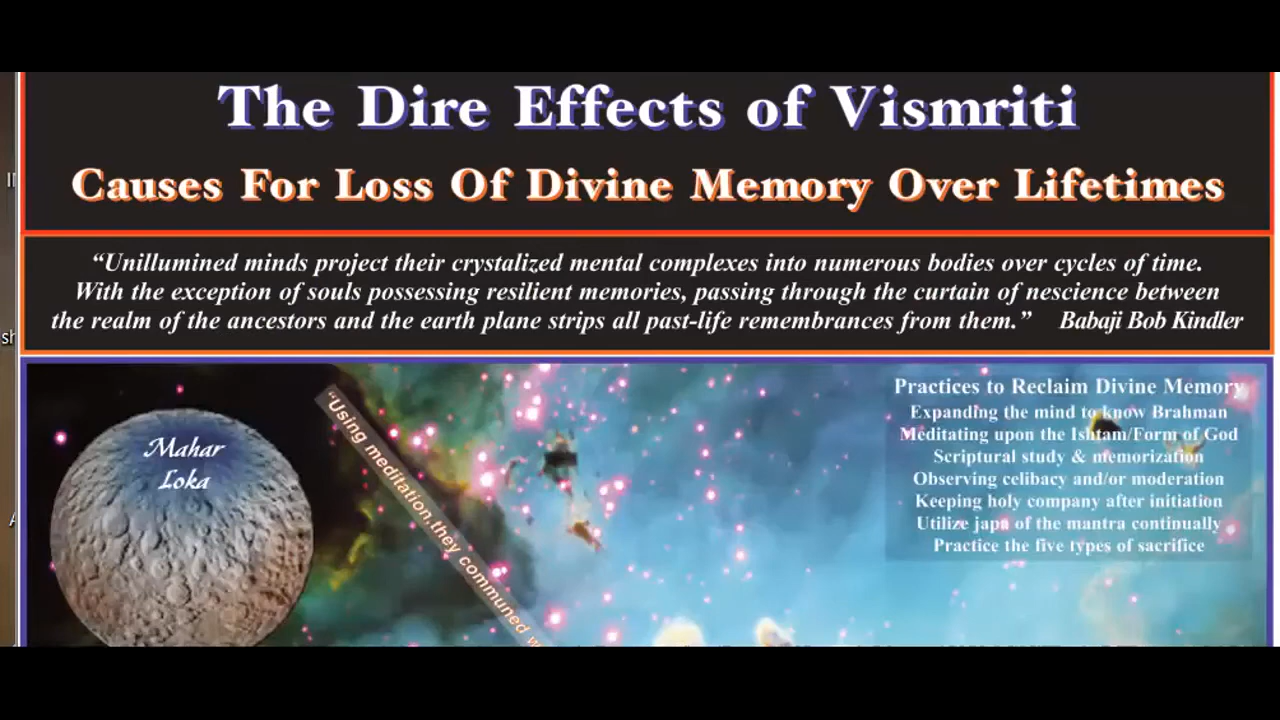 The Dire Effects of Vismriti
Causes For Loss Of Divine Memory Over Lifetimes
“Unillumined minds project their crystalized mental complexes into numerous bodies over cycles of time.
With the exception of souls possessing resilient memories, passing through the curtain of nescience between
the realm of the ancestors and the earth plane strips all past-life remembrances from them.” Babaji Bob Kindler
Mahar
Loka
“Using meditation, they communed
Practices to Reclaim Divine Memory
Expanding the mind to know Brahman
Meditating upon the Ishtam/Form of God
Scriptural study & memorization
Observing celibacy and/or moderation
Keeping holy company after initiation
Utilize japa of the mantra continually
Practice the five types of sacrifice